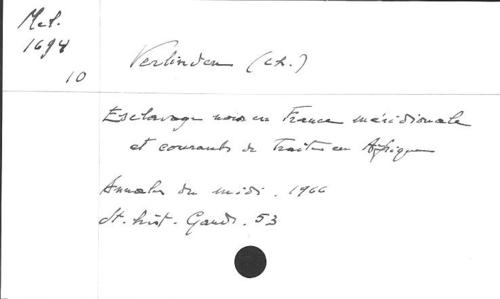 Mel.
1694
10
Verlinden (ch.)
Esclavage noir en France méridionale
et courants de Traite en Afrique
Annales du midi. 1966
St. hist. Gand. 53